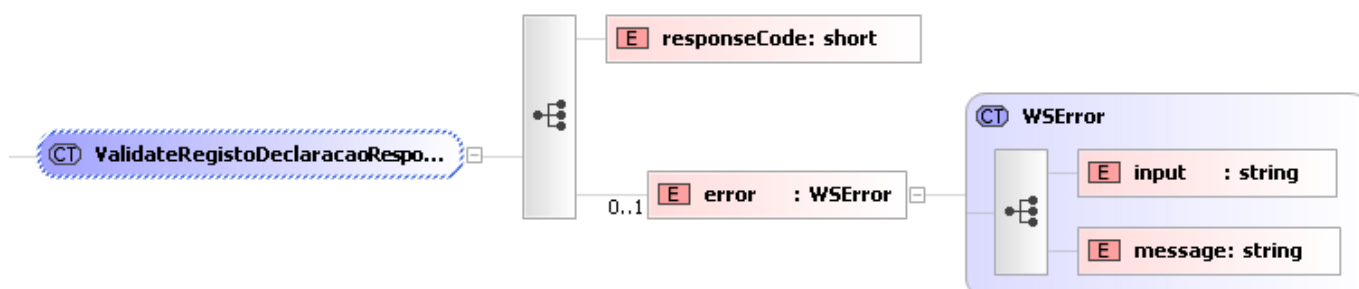 E responseCode: short
CT WSError
CT ValidateRegistoDeclaracaoRespo...
E input : string
0..1 E error : WSError
E message: string